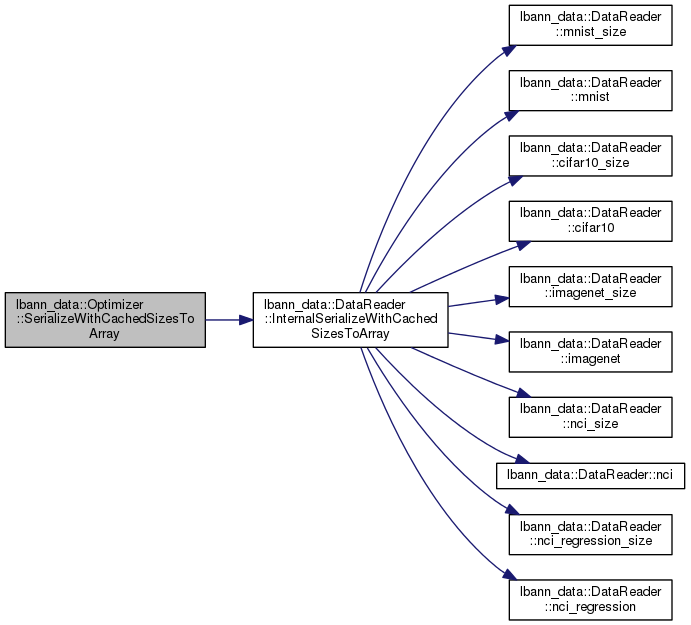 lbann_data::Optimizer
::SerializeWithCachedSizesTo
Array
lbann_data::DataReader
::InternalSerializeWithCached
SizesToArray
lbann_data::DataReader
::mnist_size
lbann_data::DataReader
::mnist
lbann_data::DataReader
::cifar10_size
lbann_data::DataReader
::cifar10
lbann_data::DataReader
::imagenet_size
lbann_data::DataReader
::imagenet
lbann_data::DataReader
::nci_size
lbann_data::DataReader::nci
lbann_data::DataReader
::nci_regression_size
lbann_data::DataReader
::nci_regression